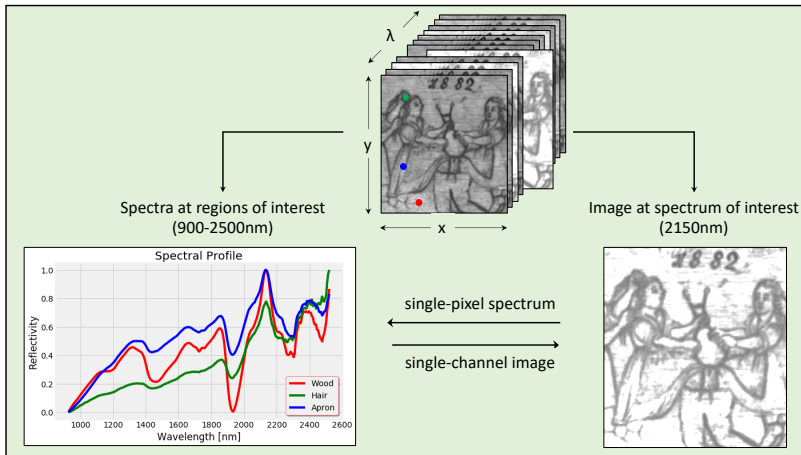 λ
1882
y
x
Spectra at regions of interest
(900-2500nm)
Image at spectrum of interest
(2150nm)
Spectral Profile
Reflectivity
1.0
0.8
0.6
0.4
0.2
0.0
1000 1200 1400 1600 1800 2000 2200 2400 2600
Wavelength [nm]
Wood
Hair
Apron
single-pixel spectrum
single-channel image
1882